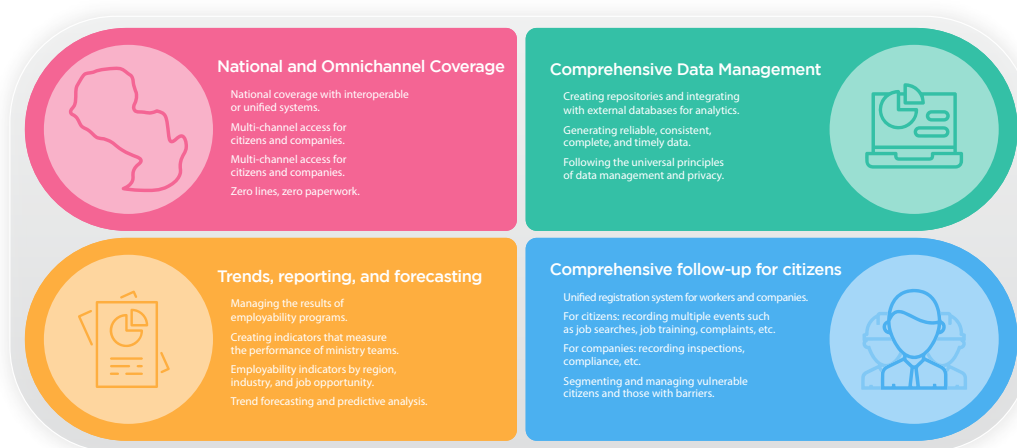 National and Omnichannel Coverage
National coverage with interoperable
or unified systems.
Multi-channel access for
citizens and companies.
Multi-channel access for
citizens and companies.
Zero lines, zero paperwork.
Comprehensive Data Management
Creating repositories and integrating
with external databases for analytics.
Generating reliable, consistent,
complete, and timely data.
Following the universal principles
of data management and privacy.
Trends, reporting, and forecasting
Managing the results of
employability programs.
Creating indicators that measure
the performance of ministry teams.
Employability indicators by region,
industry, and job opportunity.
Trend forecasting and predictive analysis.
Comprehensive follow-up for citizens
Unified registration system for workers and companies.
For citizens: recording multiple events such
as job searches, job training, complaints, etc.
For companies: recording inspections,
compliance, etc.
Segmenting and managing vulnerable
citizens and those with barriers.